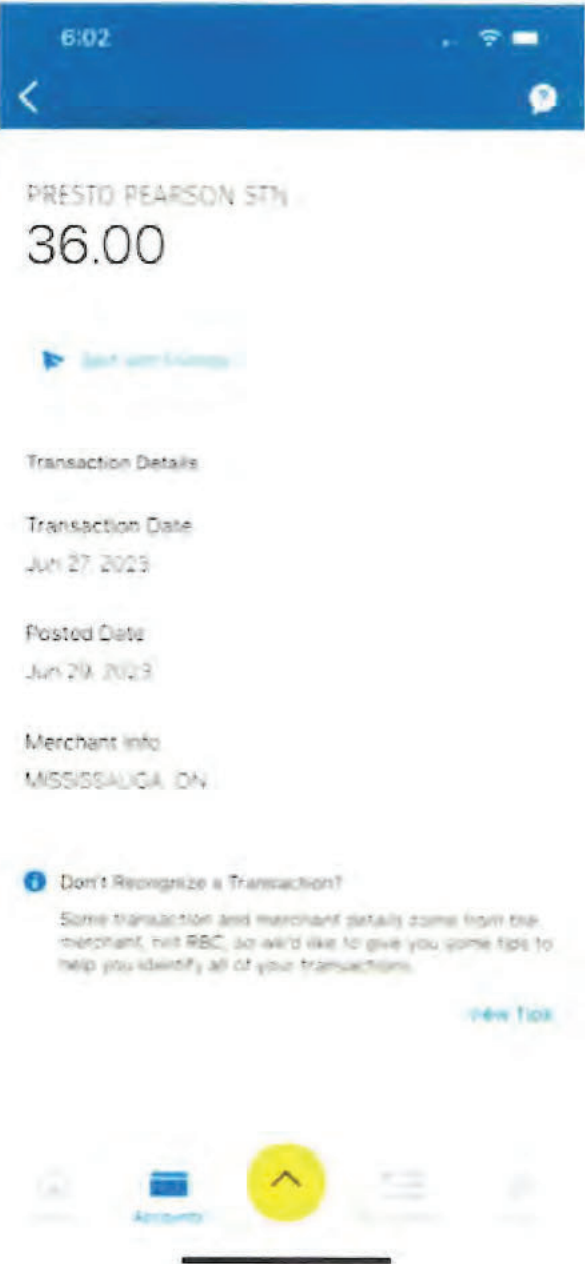 6:02
PRESTO PEARSON STN
36.00
Transaction Details
Transaction Date
Jun 27, 2023
Posted Date
Jun 29, 2023
Merchant Info
MISSISSAUGA, ON
Don't Recognize a Transaction?
Some transaction and merchant details come from the
merchant, not RBC, so we'd like to give you some tips to
help you identify all of your transactions.
View Tips
Accounts